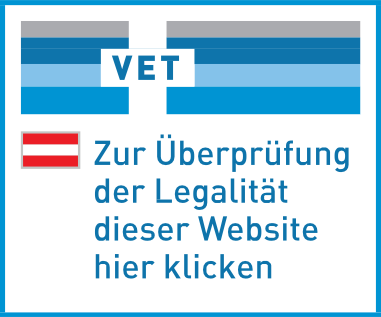 VET
Zur Überprüfung
der Legalität
dieser Website
hier klicken